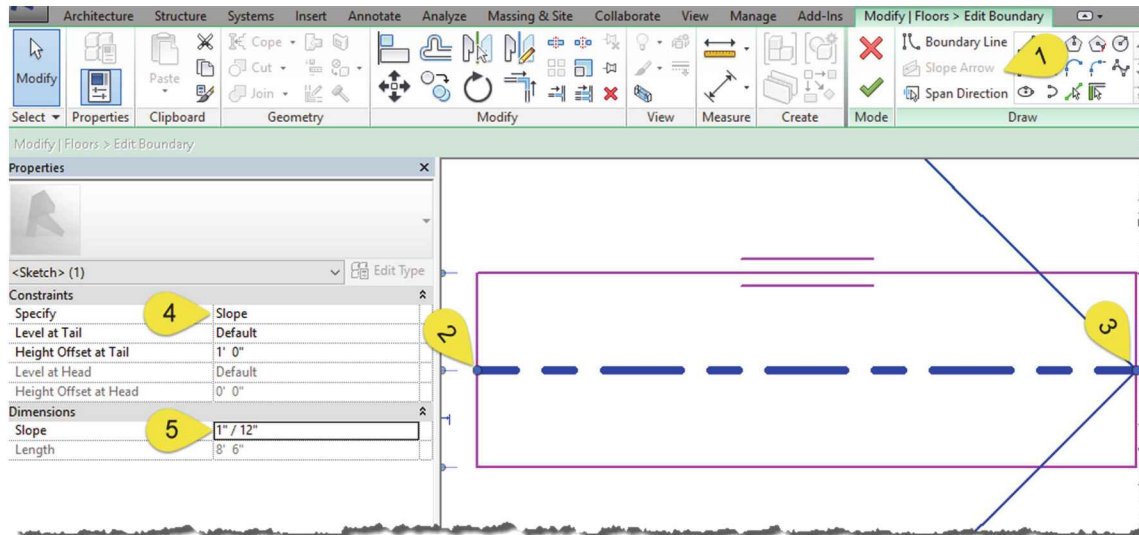 Architecture Structure Systems Insert Annotate Analyze Massing & Site Collaborate View Manage Add-Ins Modify | Floors > Edit Boundary
Modify
Paste
Cope
Cut
Join
Boundary Line
Slope Arrow
Span Direction
1
Select Properties Clipboard Geometry Modify View Measure Create Mode Draw
Modify | Floors > Edit Boundary
Properties
<Sketch> (1) Edit Type
Constraints
Specify 4 Slope
Level at Tail Default
Height Offset at Tail 1' 0"
Level at Head Default
Height Offset at Head 0' 0"
Dimensions
Slope 5 1" / 12"
Length 8' 6"
2
3